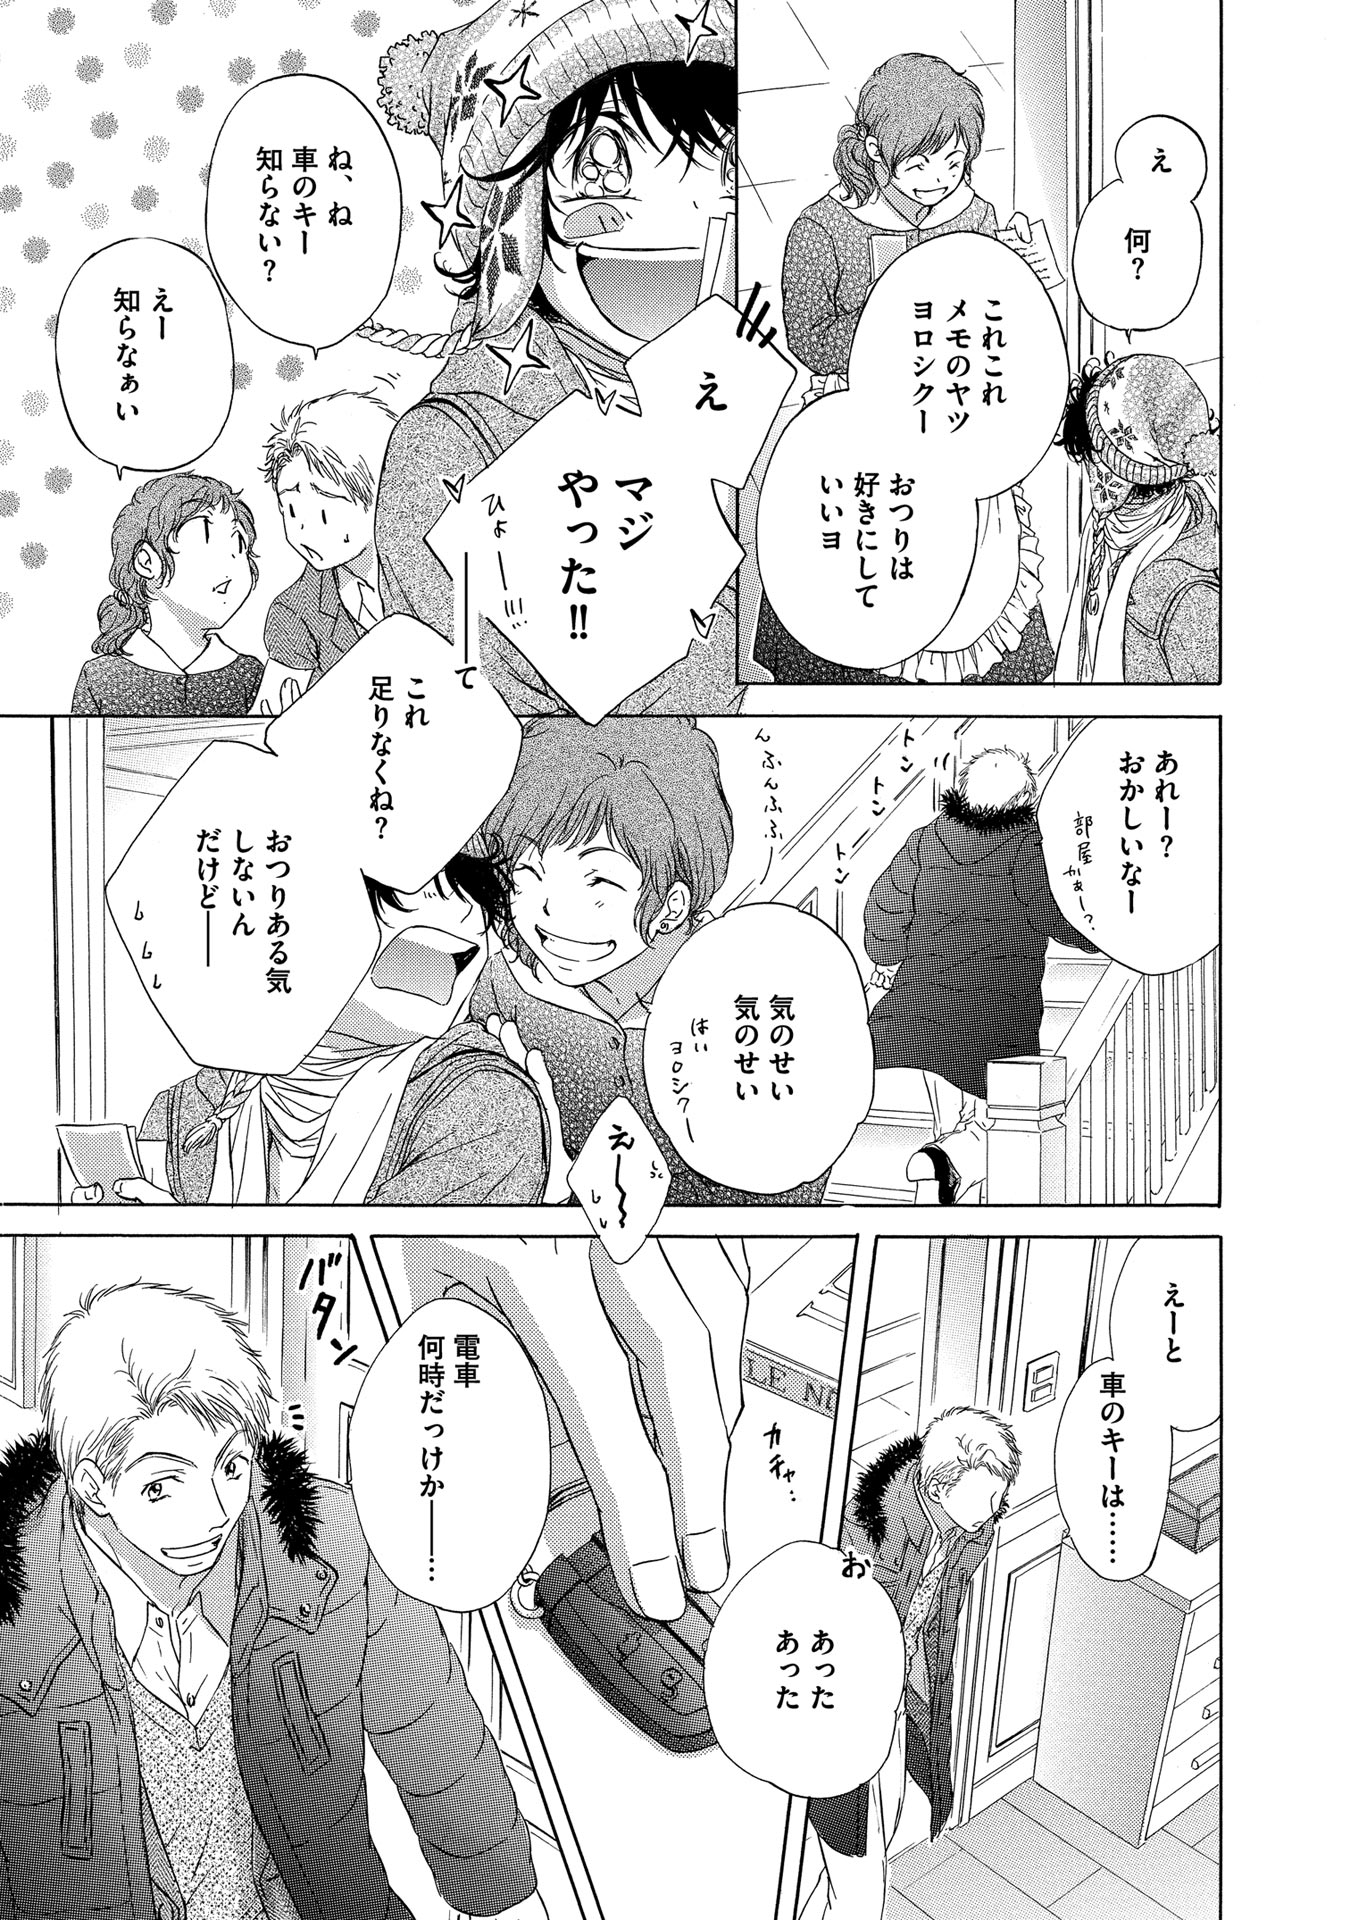 え
何？
これこれ
メモのヤツ
ヨロシクー
おつりは
好きにして
いいヨ
え
マジ
やった!!
ひょーー!!!
ね、ね
車のキー
知らない？
えー
知らなぁい
あれー？
おかしいなー
部屋かぁー？
トン
トン
トン
んふんふふー
気のせい
気のせい
はい
ヨロシクー
――て
これ
足りなくね？
おつりある気
しないん
だけど――
えー〜
えーと
車のキーは……
お
あった
あった
カチャ…
LE N
電車
何時だっけか――…
バタン